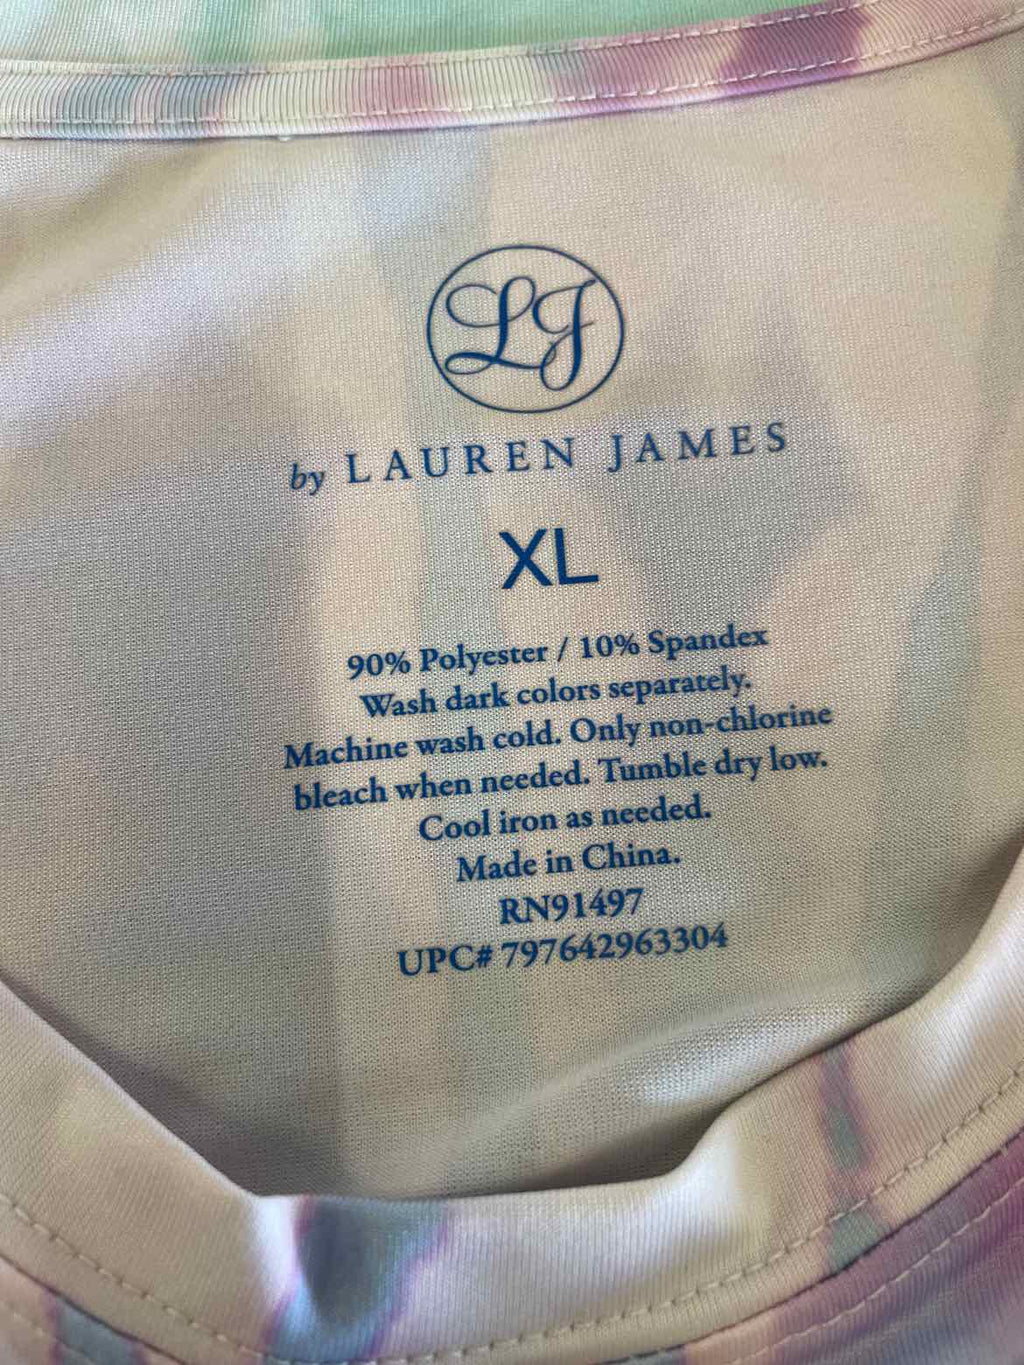 LJ
by LAUREN JAMES
XL
90% Polyester / 10% Spandex
Wash dark colors separately.
Machine wash cold. Only non-chlorine
bleach when needed. Tumble dry low.
Cool iron as needed.
Made in China.
RN91497
UPC# 797642963304